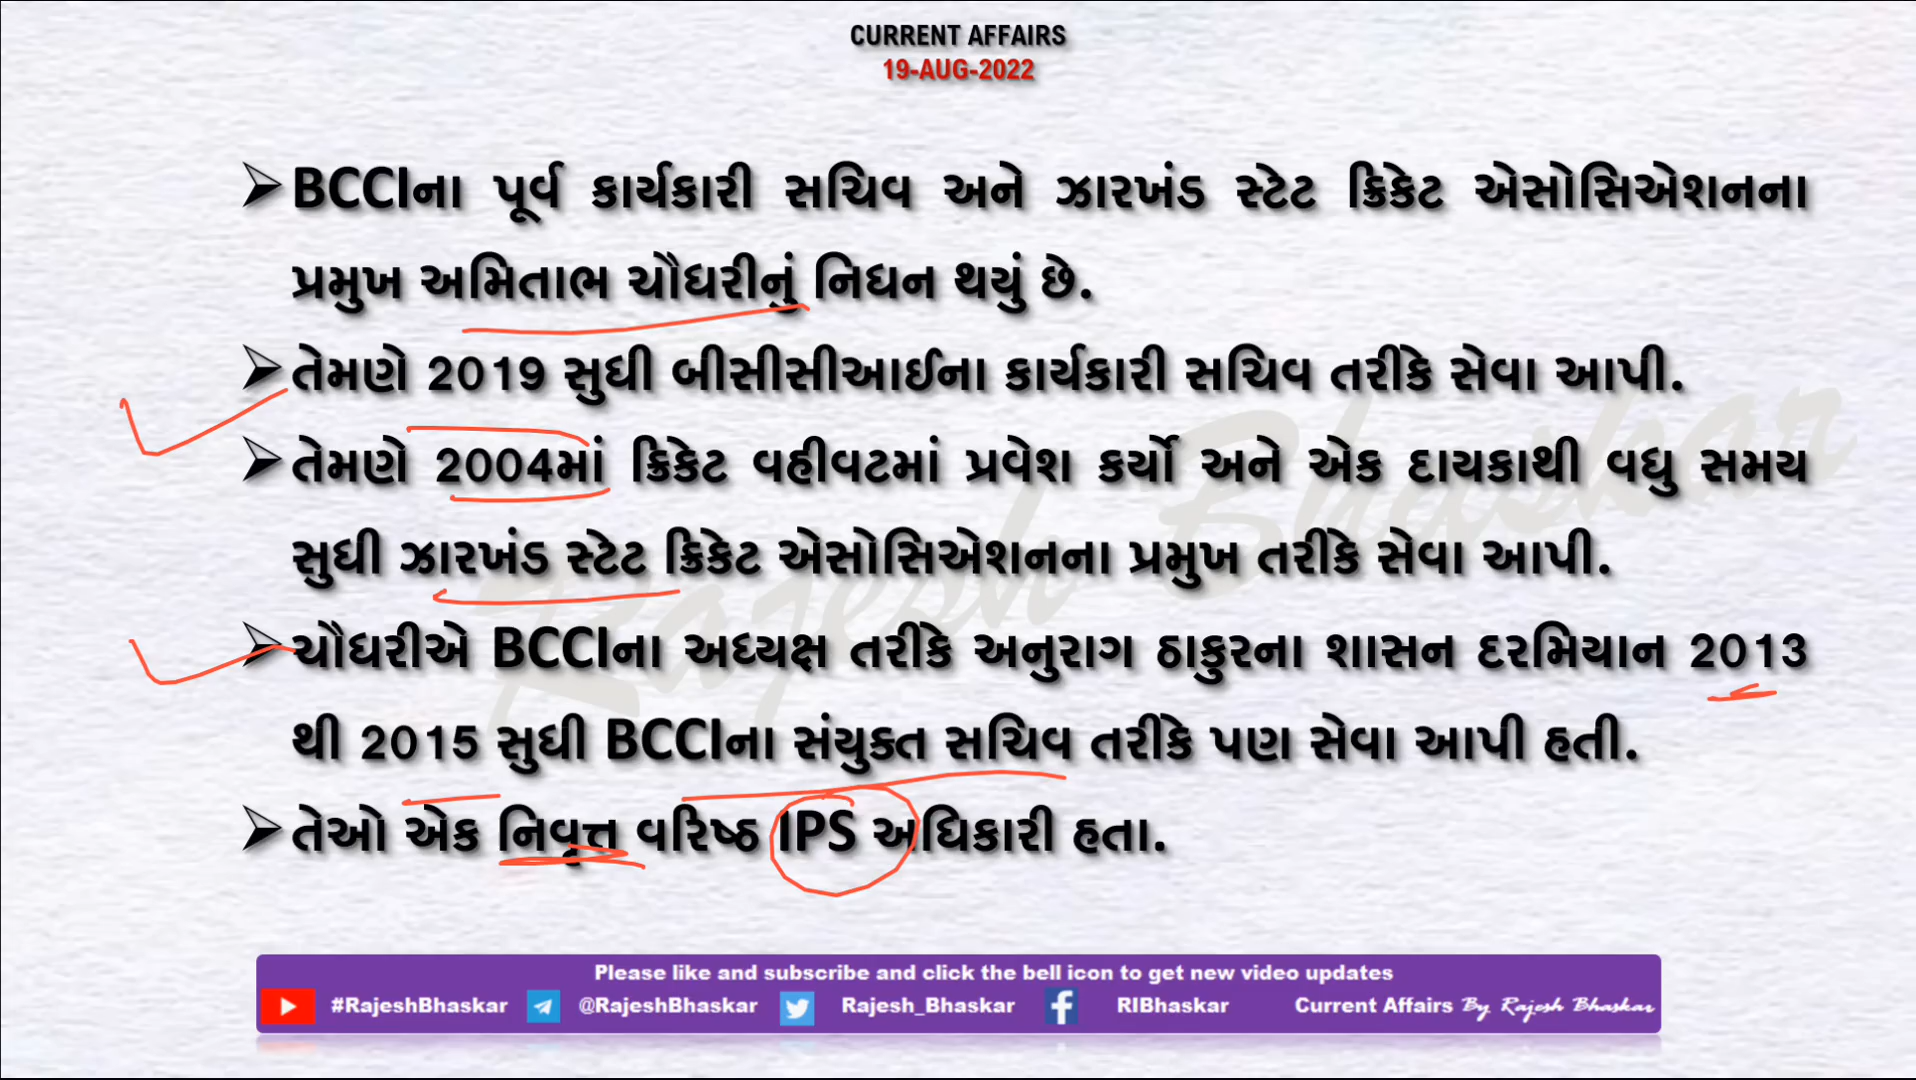 CURRENT AFFAIRS
19-AUG-2022
➢BCCIના પૂર્વ કાર્યકારી સચિવ અને ઝારખંડ સ્ટેટ ક્રિકેટ એસોસિએશનના
પ્રમુખ અમિતાભ ચૌધરીનું નિધન થયું છે.
➢તેમણે 2019 સુધી બીસીસીઆઈના કાર્યકારી સચિવ તરીકે સેવા આપી.
➢તેમણે 2004માં ક્રિકેટ વહીવટમાં પ્રવેશ કર્યો અને એક દાયકાથી વધુ સમય
સુધી ઝારખંડ સ્ટેટ ક્રિકેટ એસોસિએશનના પ્રમુખ તરીકે સેવા આપી.
➢ચૌધરીએ BCCIના અધ્યક્ષ તરીકે અનુરાગ ઠાકુરના શાસન દરમિયાન 2013
થી 2015 સુધી BCCIના સંયુક્ત સચિવ તરીકે પણ સેવા આપી હતી.
➢તેઓ એક નિવૃત્ત વરિષ્ઠ IPS અધિકારી હતા.
Rajesh Bhaskar
Please like and subscribe and click the bell icon to get new video updates
#RajeshBhaskar @RajeshBhaskar Rajesh_Bhaskar RIBhaskar Current Affairs By Rajesh Bhaskar